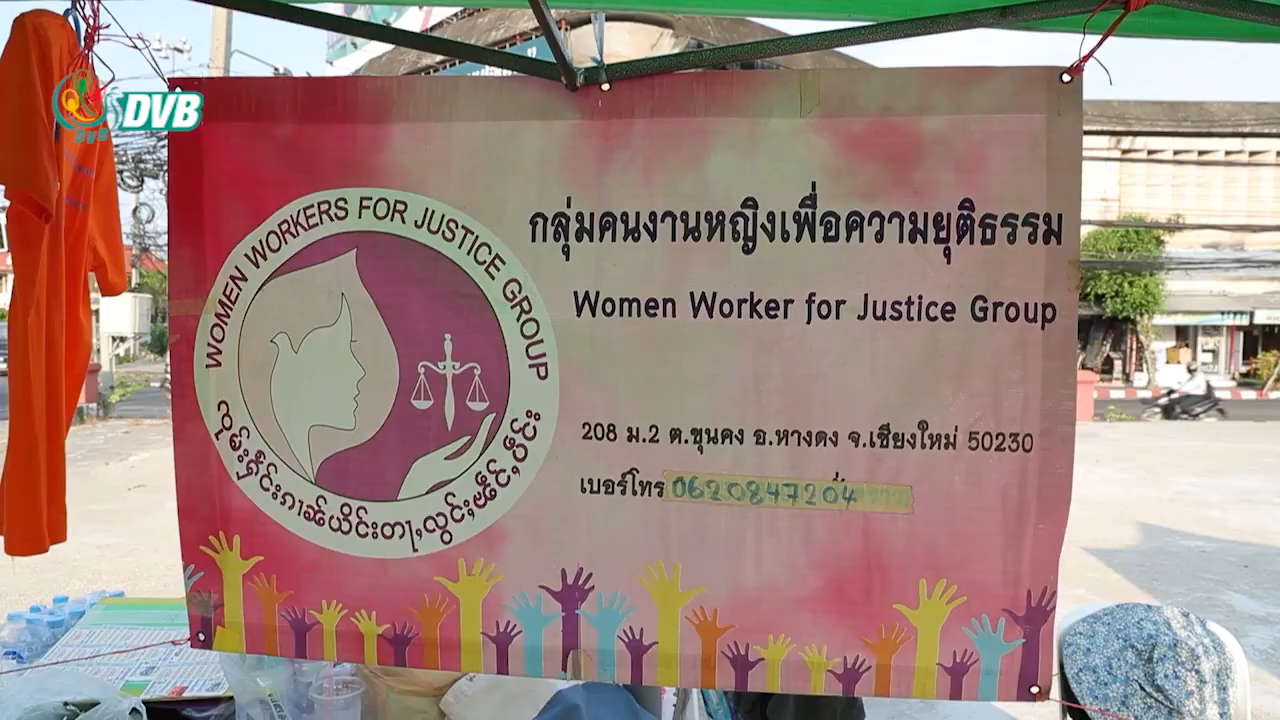 DVB
DVB
WOMEN WORKERS FOR JUSTICE GROUP
กลุ่มคนงานหญิงเพื่อความยุติธรรม
Women Worker for Justice Group
208 ม.2 ต.ขุนคง อ.หางดง จ.เชียงใหม่ 50230
เบอร์โทร 0620847204